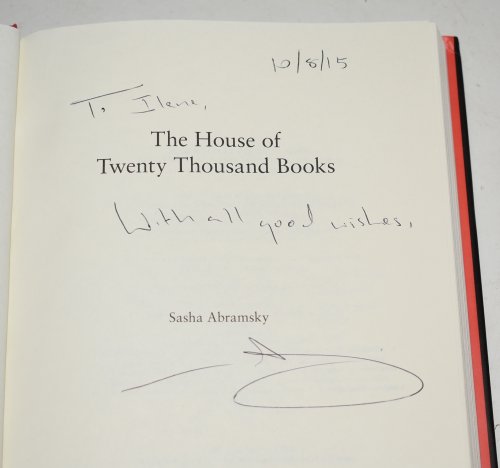 10/8/15
To Ilene,
The House of
Twenty Thousand Books
With all good wishes,
Sasha Abramsky